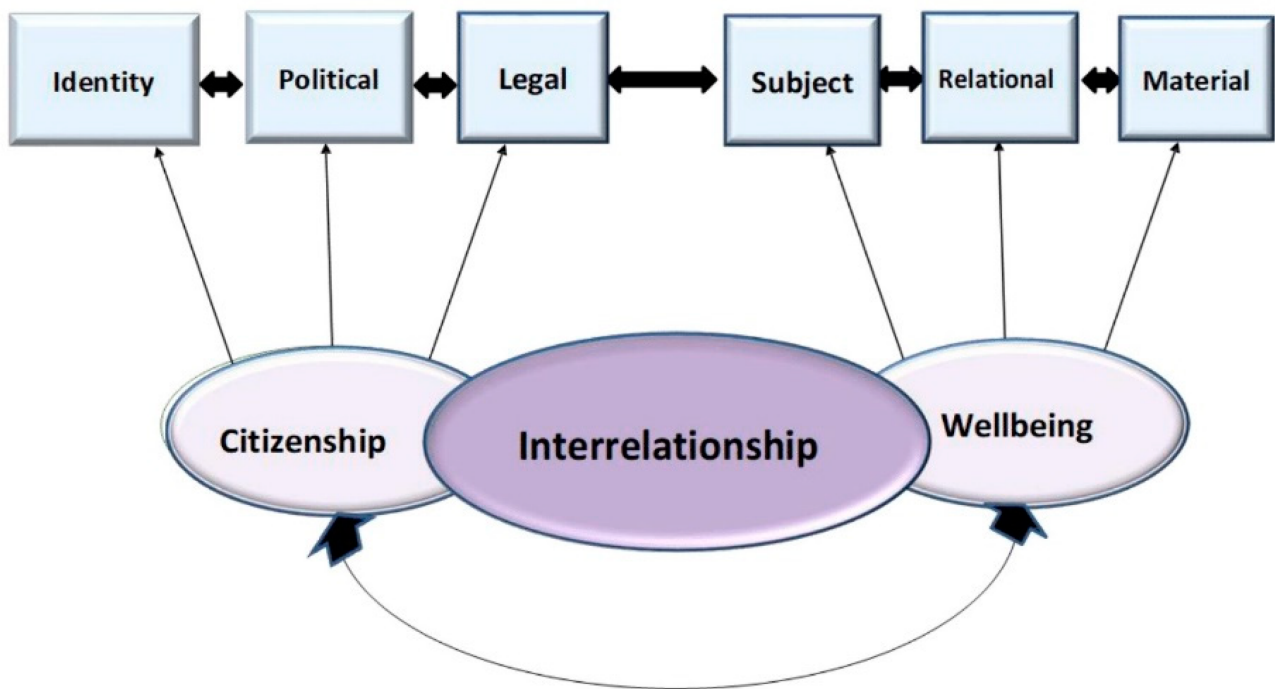 Identity
Political
Legal
Subject
Relational
Material
Citizenship
Interrelationship
Wellbeing